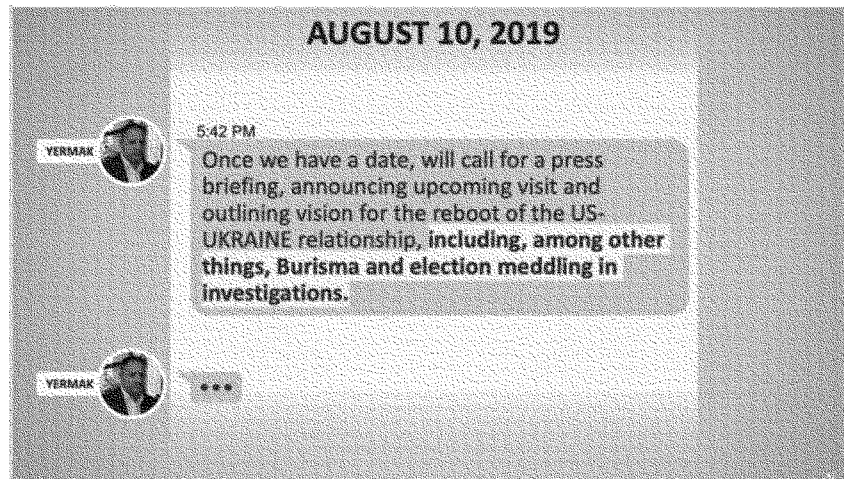 AUGUST 10, 2019
5:42 PM
YERMAK
Once we have a date, will call for a press
briefing, announcing upcoming visit and
outlining vision for the reboot of the US-
UKRAINE relationship, including, among other
things, Burisma and election meddling in
investigations.
YERMAK
•••